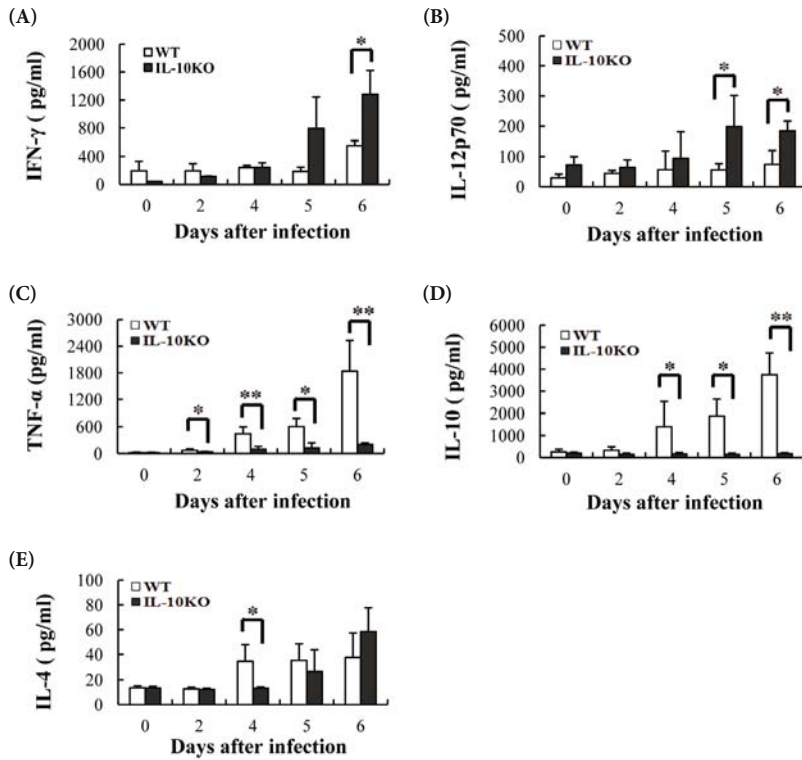 (A)
2000
1600
1200
800
400
0
IFN-γ ( pg/ml)
WT
IL-10KO
*
0 2 4 5 6
Days after infection
(B)
500
400
300
200
100
0
IL-12p70 ( pg/ml)
WT
IL-10KO
*
*
0 2 4 5 6
Days after infection
(C)
3000
2400
1800
1200
600
0
TNF-α (pg/ml)
WT
IL-10KO
*
**
*
**
0 2 4 5 6
Days after infection
(D)
6000
5000
4000
3000
2000
1000
0
IL-10 ( pg/ml)
WT
IL-10KO
*
*
**
0 2 4 5 6
Days after infection
(E)
100
80
60
40
20
0
IL-4 ( pg/ml)
WT
IL-10KO
*
0 2 4 5 6
Days after infection